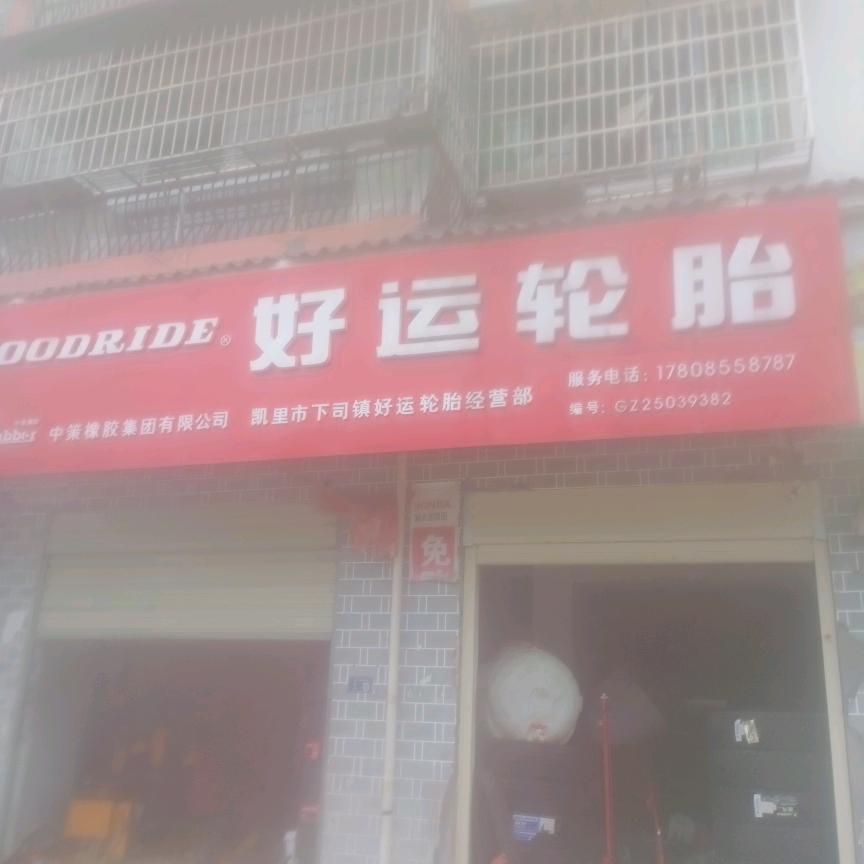 OODRIDE®
好运轮胎
服务电话：17808558787
编号：GZ25039382
凯里市下司镇好运轮胎经营部
中策橡胶集团有限公司
bber
免